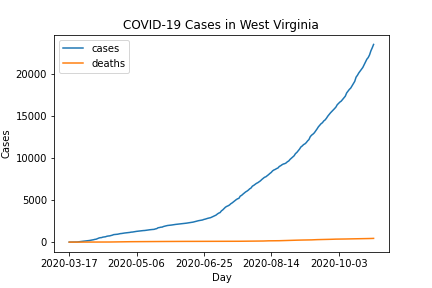 COVID-19 Cases in West Virginia
cases
deaths
20000
15000
10000
5000
0
Cases
2020-03-17 2020-05-06 2020-06-25 2020-08-14 2020-10-03
Day